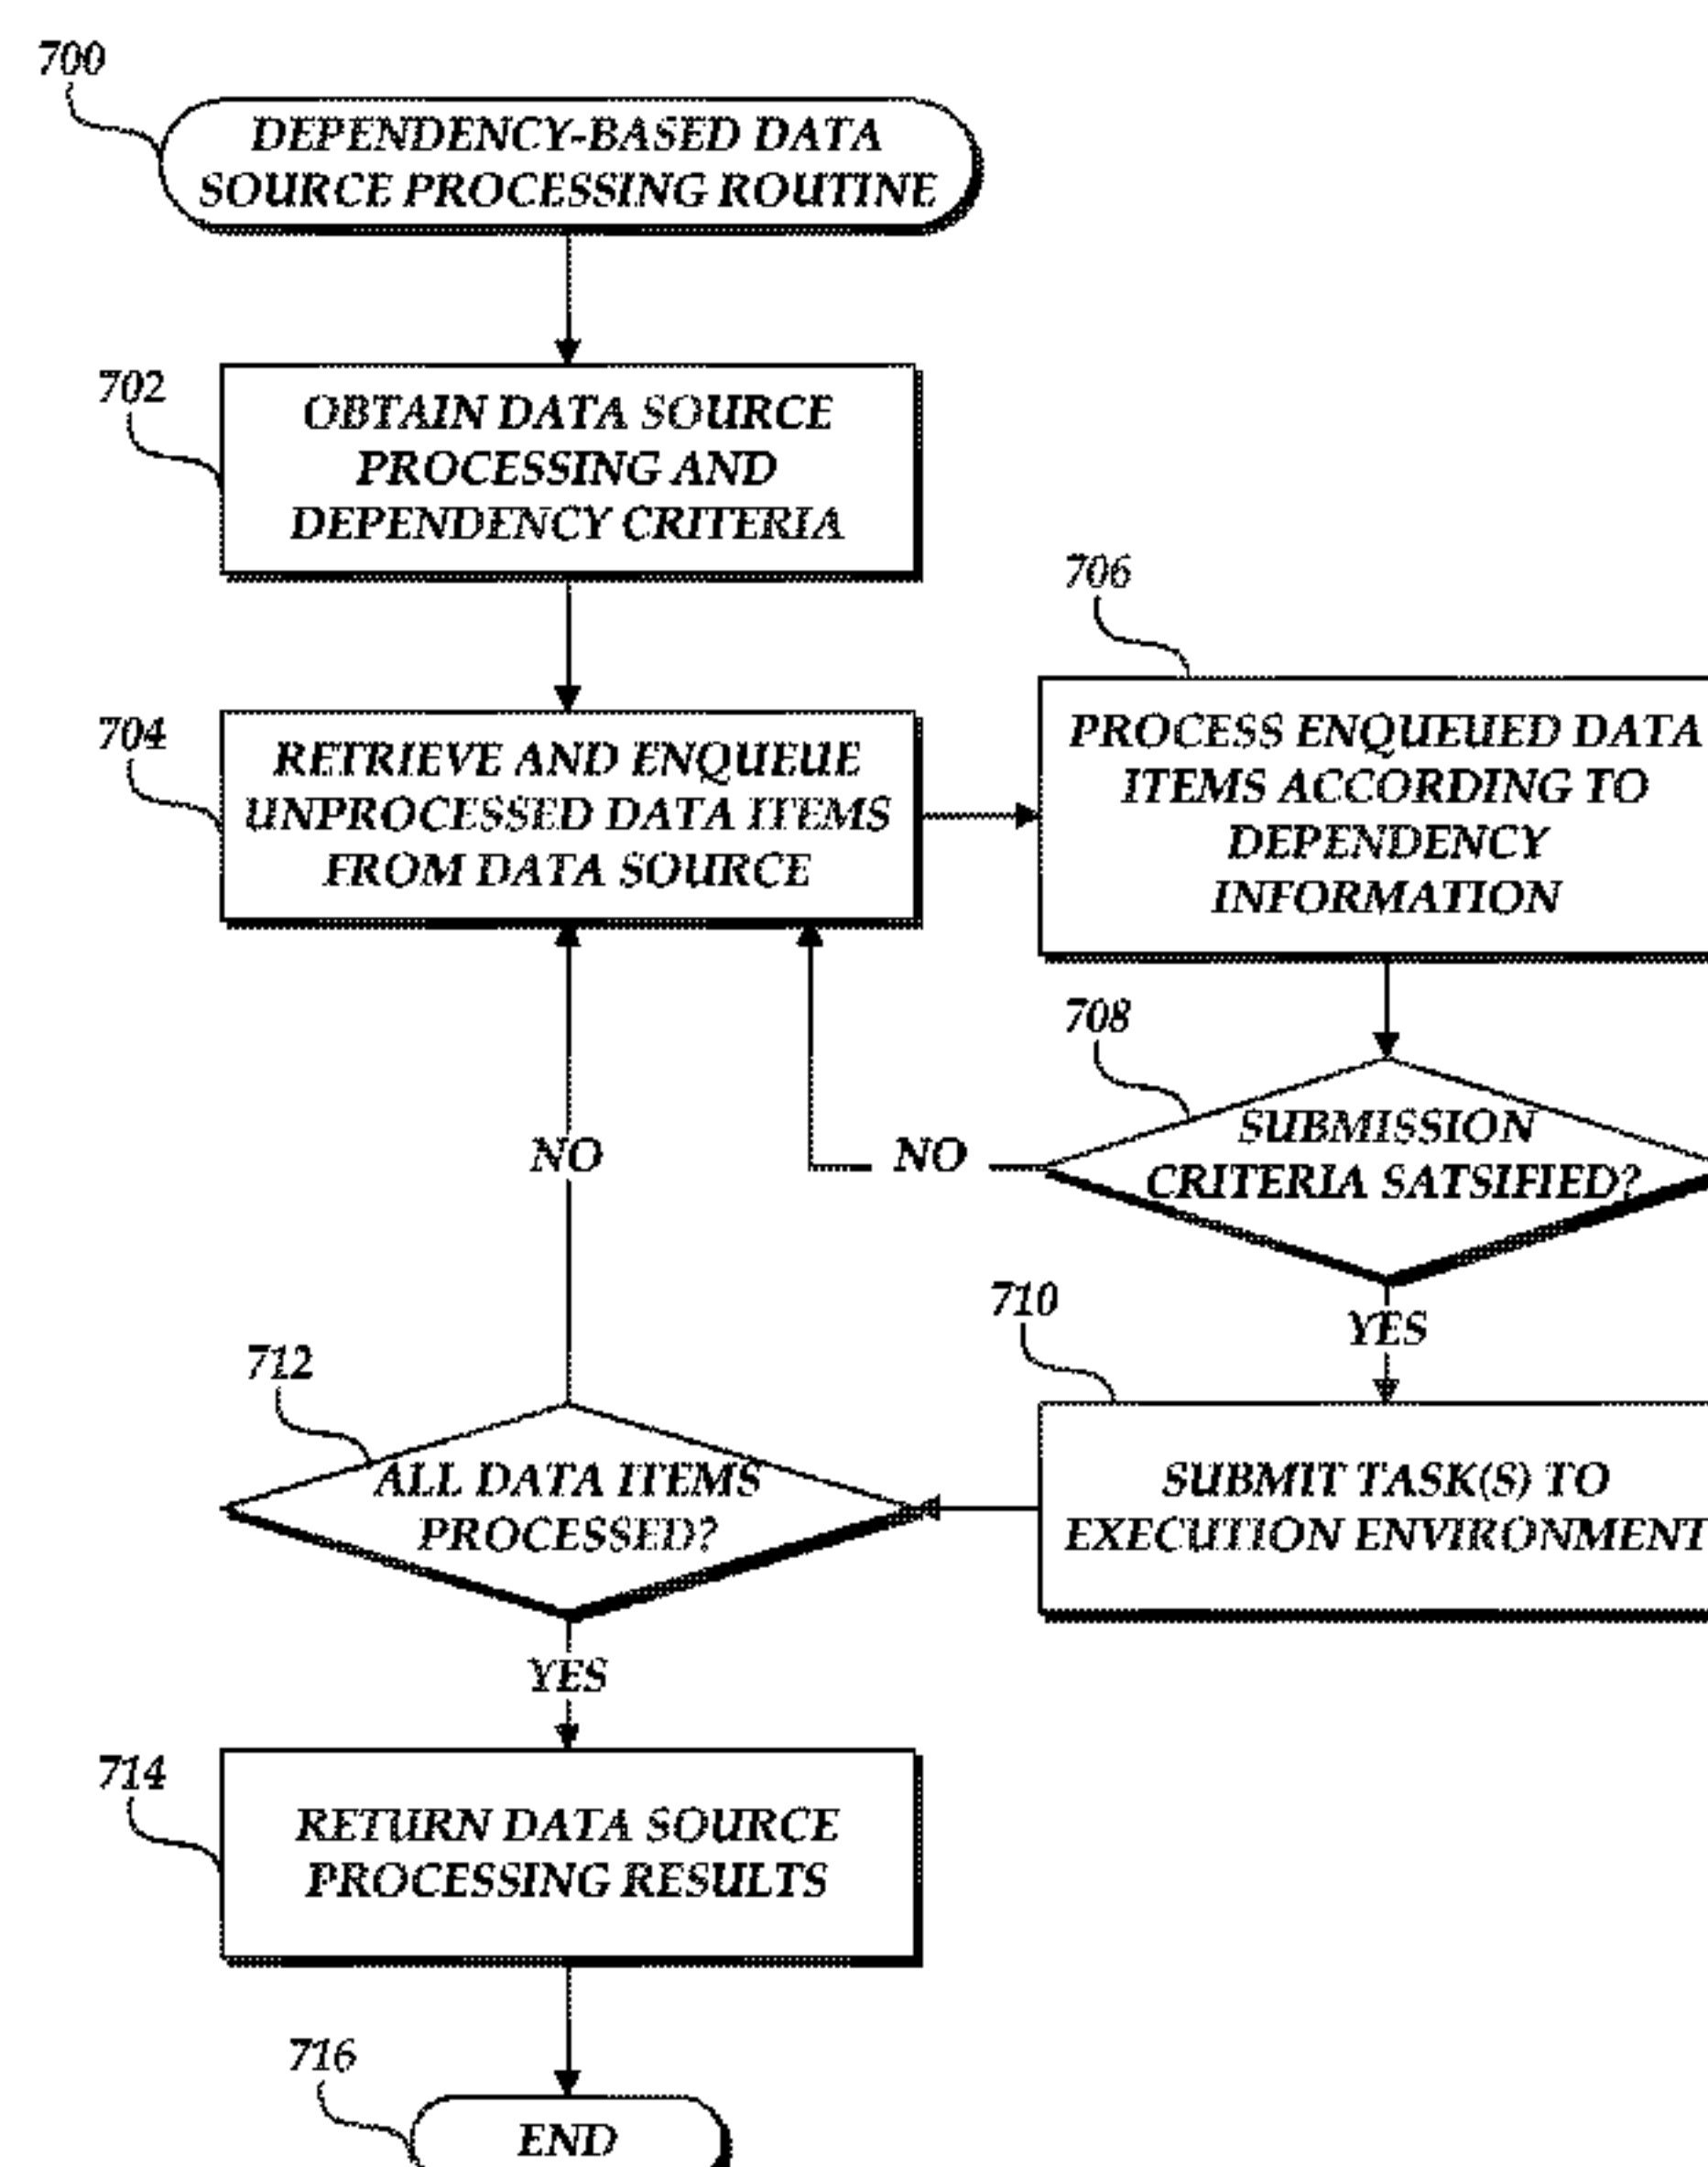 700
DEPENDENCY-BASED DATA
SOURCE PROCESSING ROUTINE
702
OBTAIN DATA SOURCE
PROCESSING AND
DEPENDENCY CRITERIA
704
RETRIEVE AND ENQUEUE
UNPROCESSED DATA ITEMS
FROM DATA SOURCE
706
PROCESS ENQUEUED DATA
ITEMS ACCORDING TO
DEPENDENCY
INFORMATION
708
SUBMISSION
CRITERIA SATSIFIED?
NO
NO
YES
710
SUBMIT TASK(S) TO
EXECUTION ENVIRONMENT
712
ALL DATA ITEMS
PROCESSED?
YES
714
RETURN DATA SOURCE
PROCESSING RESULTS
716
END